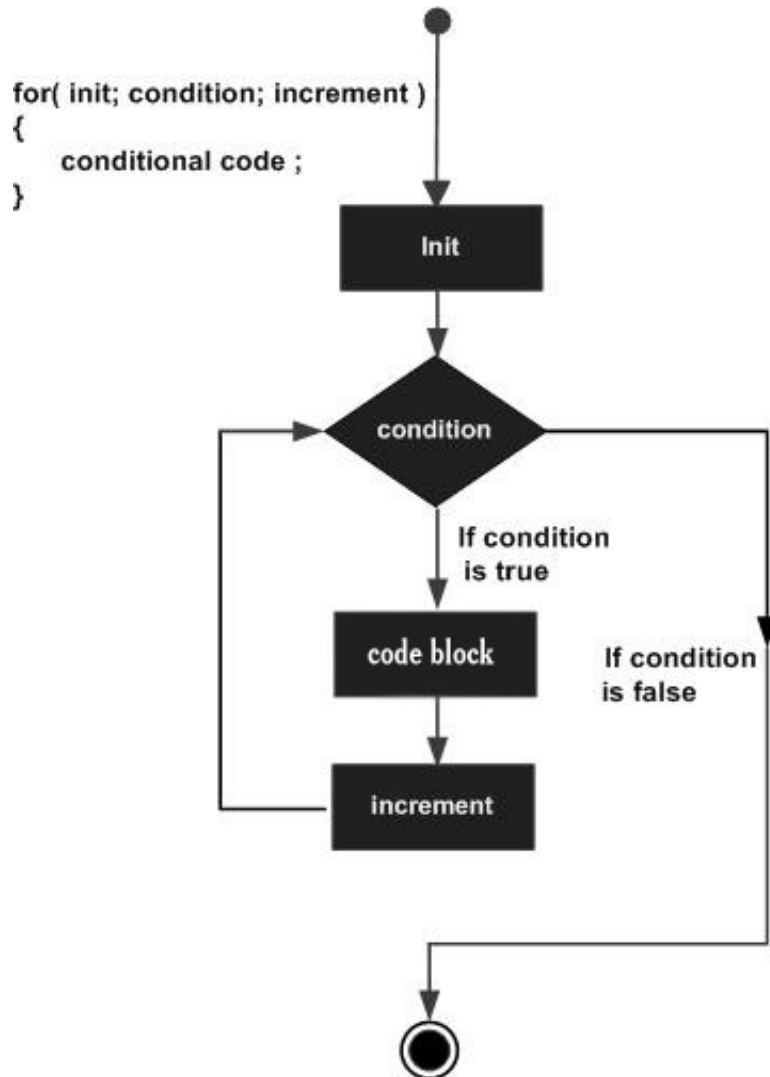 for( init; condition; increment )
{
conditional code ;
}
Init
condition
If condition
is true
code block
If condition
is false
increment